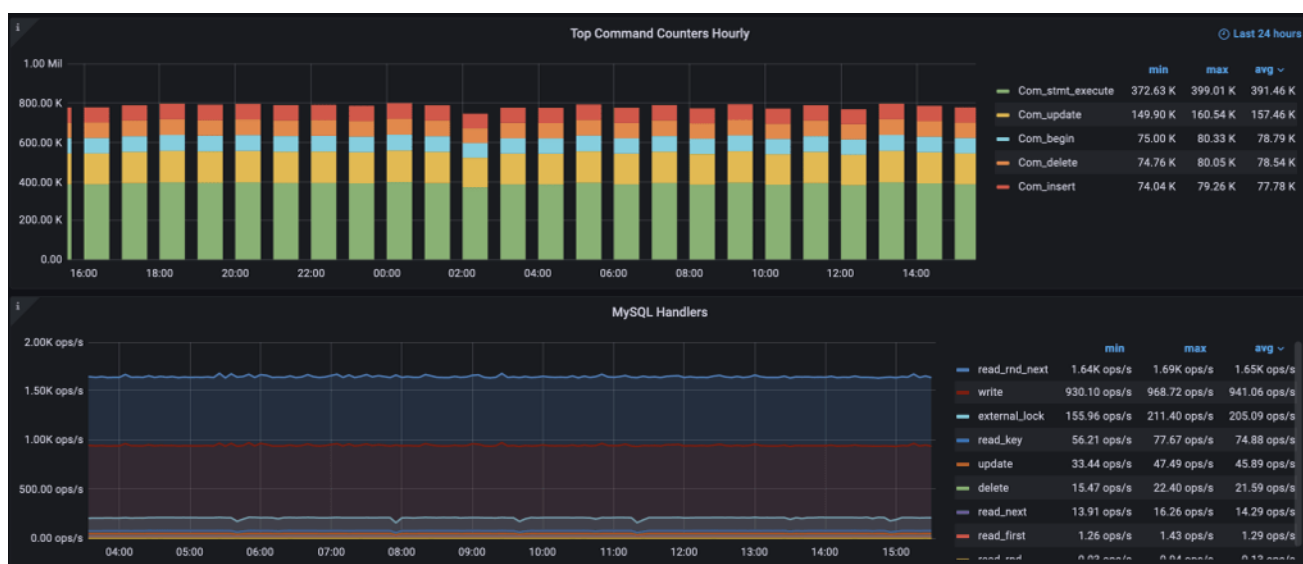 Top Command Counters Hourly
Last 24 hours
1.00 Mil
800.00 K
600.00 K
400.00 K
200.00 K
0.00
16:00 18:00 20:00 22:00 00:00 02:00 04:00 06:00 08:00 10:00 12:00 14:00
min max avg
Com_stmt_execute 372.63 K 399.01 K 391.46 K
Com_update 149.90 K 160.54 K 157.46 K
Com_begin 75.00 K 80.33 K 78.79 K
Com_delete 74.76 K 80.05 K 78.54 K
Com_insert 74.04 K 79.26 K 77.78 K
MySQL Handlers
2.00K ops/s
1.50K ops/s
1.00K ops/s
500.00 ops/s
0.00 ops/s
04:00 05:00 06:00 07:00 08:00 09:00 10:00 11:00 12:00 13:00 14:00 15:00
min max avg
read_rnd_next 1.64K ops/s 1.69K ops/s 1.65K ops/s
write 930.10 ops/s 968.72 ops/s 941.06 ops/s
external_lock 155.96 ops/s 211.40 ops/s 205.09 ops/s
read_key 56.21 ops/s 77.67 ops/s 74.88 ops/s
update 33.44 ops/s 47.49 ops/s 45.89 ops/s
delete 15.47 ops/s 22.40 ops/s 21.59 ops/s
read_next 13.91 ops/s 16.26 ops/s 14.29 ops/s
read_first 1.26 ops/s 1.43 ops/s 1.29 ops/s